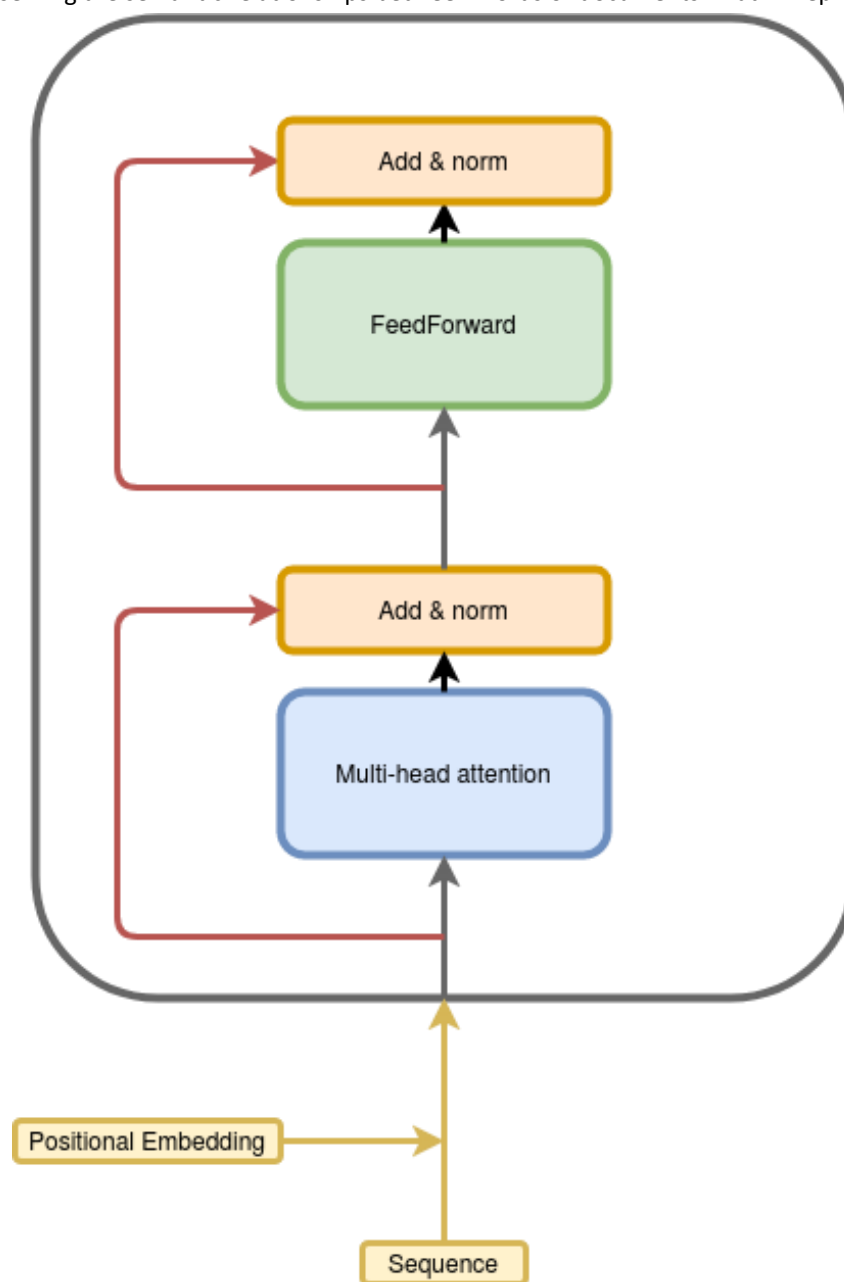 Add & norm
FeedForward
Add & norm
Multi-head attention
Positional Embedding
Sequence